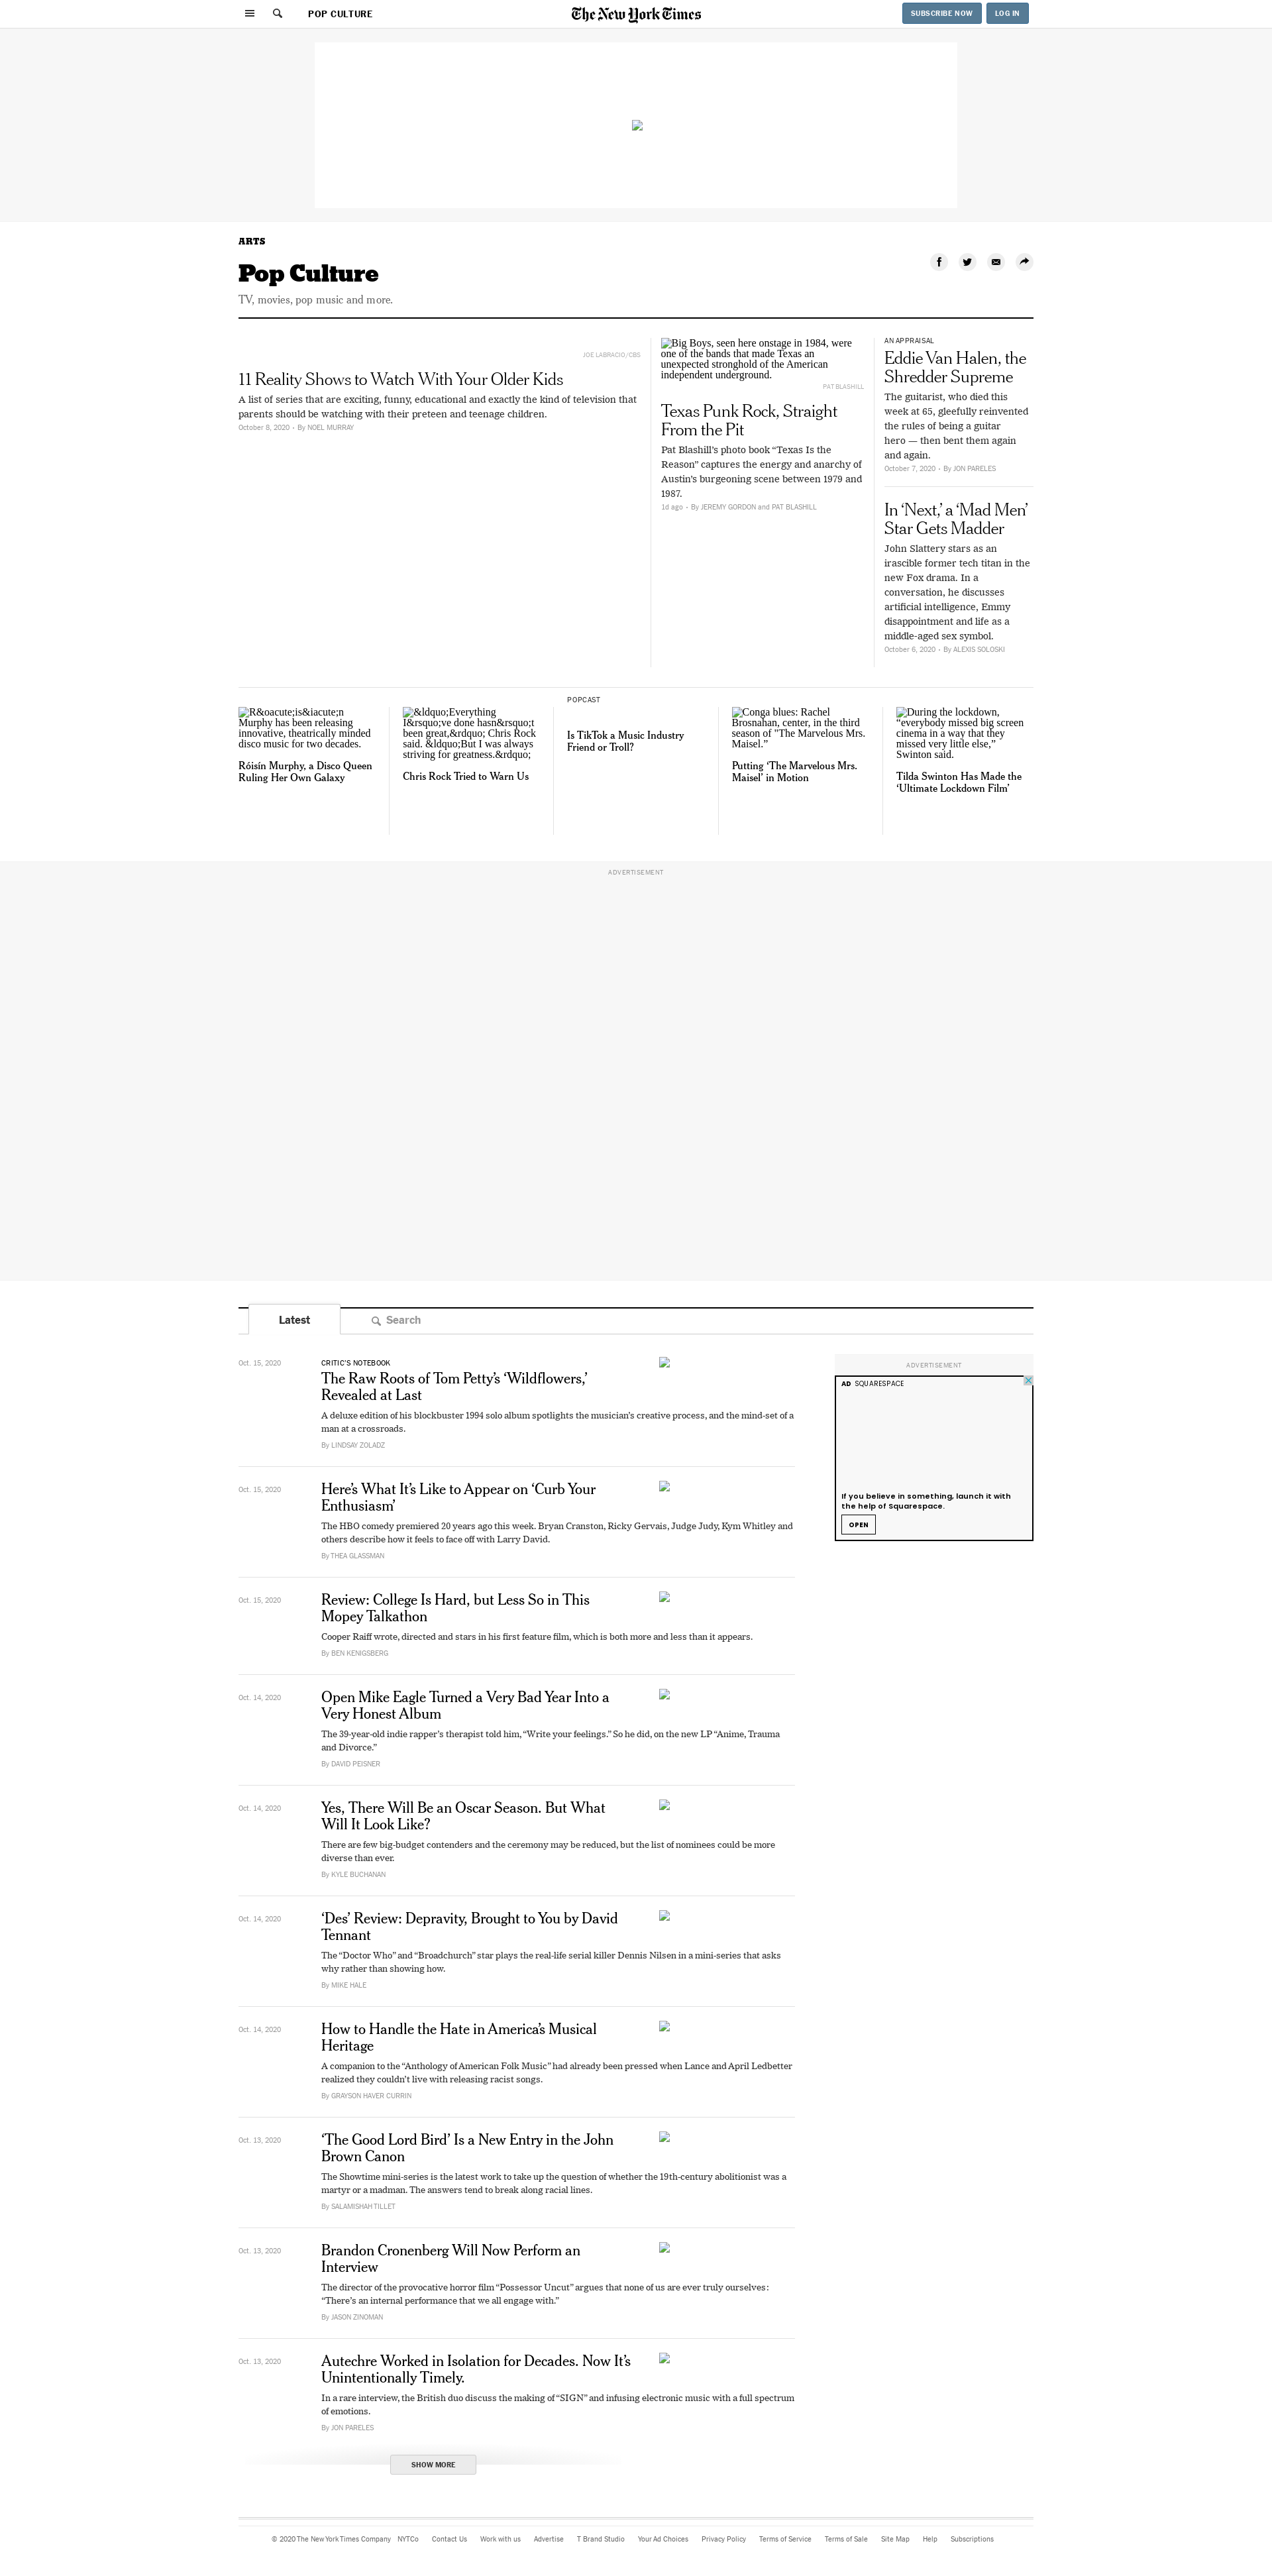 POP CULTURE
The New York Times
SUBSCRIBE NOW
LOG IN
ARTS
Pop Culture
TV, movies, pop music and more.
JOE LABRACIO/CBS
11 Reality Shows to Watch With Your Older Kids
A list of series that are exciting, funny, educational and exactly the kind of television that
parents should be watching with their preteen and teenage children.
October 8, 2020 • By NOEL MURRAY
Big Boys, seen here onstage in 1984, were
one of the bands that made Texas an
unexpected stronghold of the American
independent underground.
PAT BLASHILL
Texas Punk Rock, Straight
From the Pit
Pat Blashill's photo book “Texas Is the
Reason” captures the energy and anarchy of
Austin's burgeoning scene between 1979 and
1987.
1d ago • By JEREMY GORDON and PAT BLASHILL
AN APPRAISAL
Eddie Van Halen, the
Shredder Supreme
The guitarist, who died this
week at 65, gleefully reinvented
the rules of being a guitar
hero — then bent them again
and again.
October 7, 2020 • By JON PARELES
In ‘Next,’ a ‘Mad Men’
Star Gets Madder
John Slattery stars as an
irascible former tech titan in the
new Fox drama. In a
conversation, he discusses
artificial intelligence, Emmy
disappointment and life as a
middle-aged sex symbol.
October 6, 2020 • By ALEXIS SOLOSKI
R&oacute;is&iacute;n
Murphy has been releasing
innovative, theatrically minded
disco music for two decades.
Róisín Murphy, a Disco Queen
Ruling Her Own Galaxy
&ldquo;Everything
I&rsquo;ve done hasn&rsquo;t
been great,&rdquo; Chris Rock
said. &ldquo;But I was always
striving for greatness.&rdquo;
Chris Rock Tried to Warn Us
POPCAST
Is TikTok a Music Industry
Friend or Troll?
Conga blues: Rachel
Brosnahan, center, in the third
season of "The Marvelous Mrs.
Maisel.”
Putting ‘The Marvelous Mrs.
Maisel’ in Motion
During the lockdown,
“everybody missed big screen
cinema in a way that they
missed very little else,”
Swinton said.
Tilda Swinton Has Made the
‘Ultimate Lockdown Film’
ADVERTISEMENT
Latest
Search
Oct. 15, 2020
CRITIC'S NOTEBOOK
The Raw Roots of Tom Petty's ‘Wildflowers,’
Revealed at Last
A deluxe edition of his blockbuster 1994 solo album spotlights the musician's creative process, and the mind-set of a
man at a crossroads.
By LINDSAY ZOLADZ
ADVERTISEMENT
AD SQUARESPACE
If you believe in something, launch it with
the help of Squarespace.
OPEN
Oct. 15, 2020
Here's What It's Like to Appear on ‘Curb Your
Enthusiasm’
The HBO comedy premiered 20 years ago this week. Bryan Cranston, Ricky Gervais, Judge Judy, Kym Whitley and
others describe how it feels to face off with Larry David.
By THEA GLASSMAN
Oct. 15, 2020
Review: College Is Hard, but Less So in This
Mopey Talkathon
Cooper Raiff wrote, directed and stars in his first feature film, which is both more and less than it appears.
By BEN KENIGSBERG
Oct. 14, 2020
Open Mike Eagle Turned a Very Bad Year Into a
Very Honest Album
The 39-year-old indie rapper's therapist told him, “Write your feelings.” So he did, on the new LP “Anime, Trauma
and Divorce.”
By DAVID PEISNER
Oct. 14, 2020
Yes, There Will Be an Oscar Season. But What
Will It Look Like?
There are few big-budget contenders and the ceremony may be reduced, but the list of nominees could be more
diverse than ever.
By KYLE BUCHANAN
Oct. 14, 2020
‘Des’ Review: Depravity, Brought to You by David
Tennant
The “Doctor Who” and “Broadchurch” star plays the real-life serial killer Dennis Nilsen in a mini-series that asks
why rather than showing how.
By MIKE HALE
Oct. 14, 2020
How to Handle the Hate in America's Musical
Heritage
A companion to the “Anthology of American Folk Music” had already been pressed when Lance and April Ledbetter
realized they couldn't live with releasing racist songs.
By GRAYSON HAVER CURRIN
Oct. 13, 2020
‘The Good Lord Bird’ Is a New Entry in the John
Brown Canon
The Showtime mini-series is the latest work to take up the question of whether the 19th-century abolitionist was a
martyr or a madman. The answers tend to break along racial lines.
By SALAMISHAH TILLET
Oct. 13, 2020
Brandon Cronenberg Will Now Perform an
Interview
The director of the provocative horror film “Possessor Uncut” argues that none of us are ever truly ourselves:
“There's an internal performance that we all engage with.”
By JASON ZINOMAN
Oct. 13, 2020
Autechre Worked in Isolation for Decades. Now It's
Unintentionally Timely.
In a rare interview, the British duo discuss the making of “SIGN” and infusing electronic music with a full spectrum
of emotions.
By JON PARELES
SHOW MORE
© 2020 The New York Times Company NYTCo Contact Us Work with us Advertise T Brand Studio Your Ad Choices Privacy Policy Terms of Service Terms of Sale Site Map Help Subscriptions